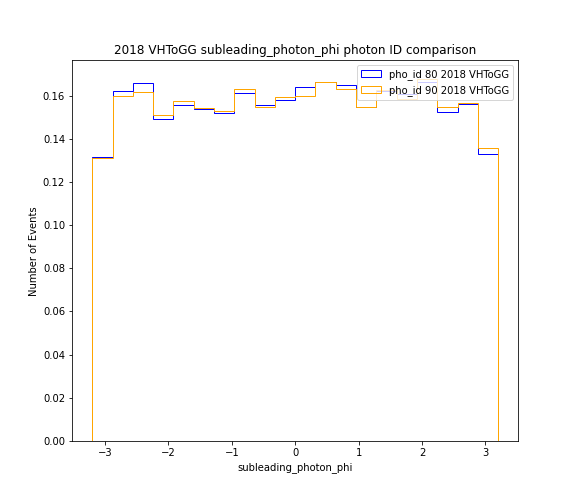 2018 VHToGG subleading_photon_phi photon ID comparison
pho_id 80 2018 VHToGG
pho_id 90 2018 VHToGG
Number of Events
0.16
0.14
0.12
0.10
0.08
0.06
0.04
0.02
0.00
−3 −2 −1 0 1 2 3
subleading_photon_phi